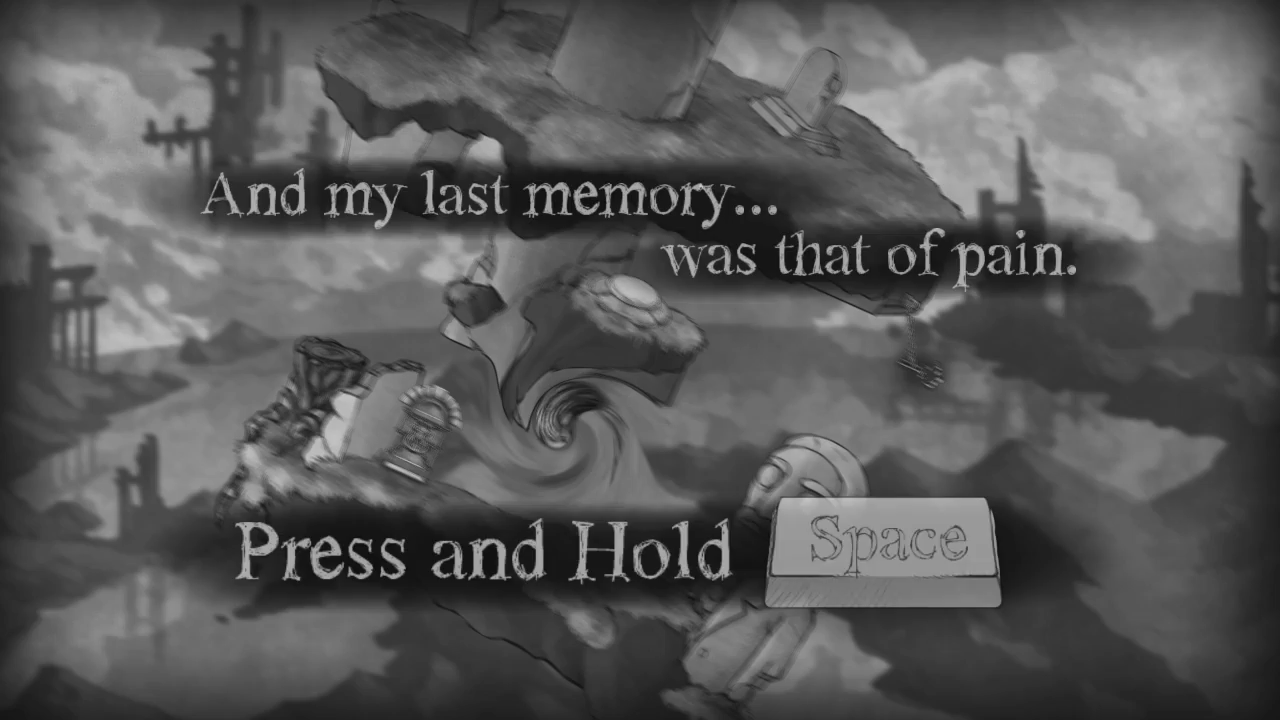 And my last memory...
was that of pain.
Press and Hold Space